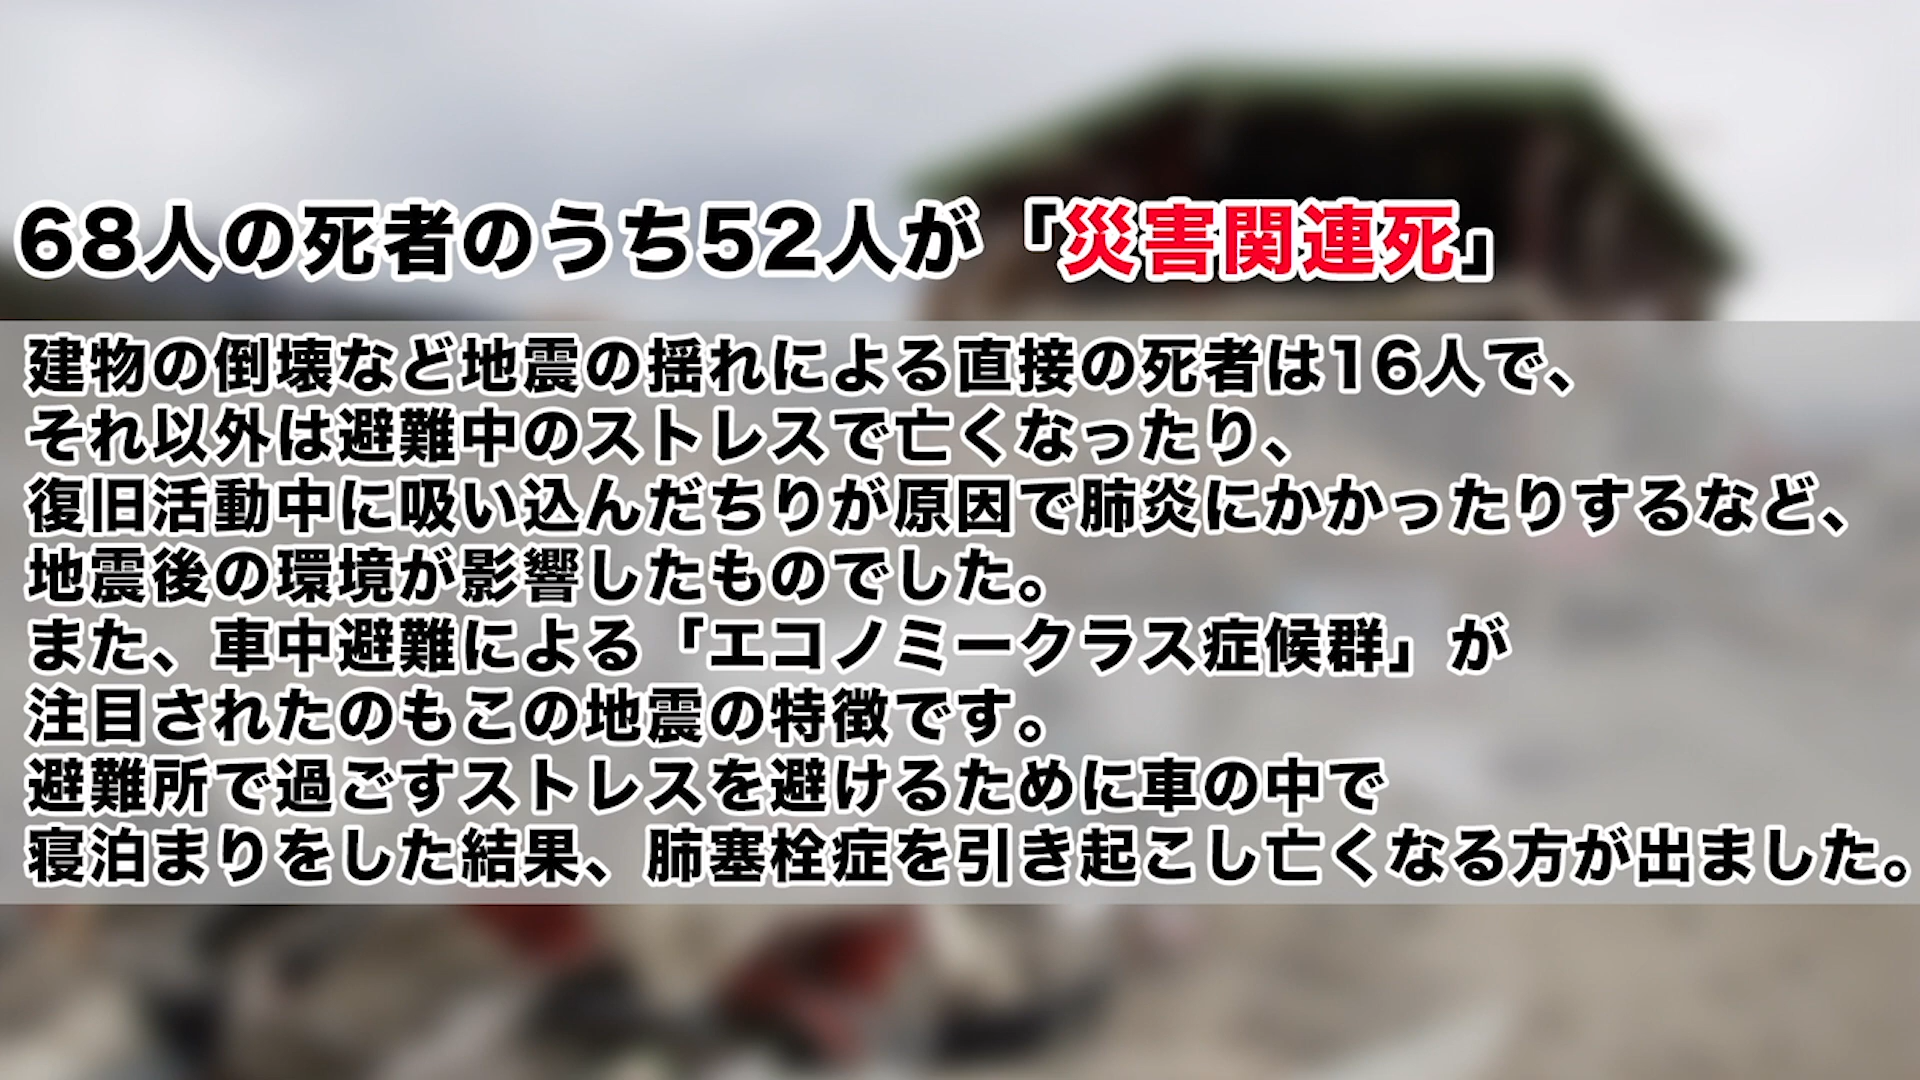 68人の死者のうち52人が「災害関連死」
建物の倒壊など地震の揺れによる直接の死者は16人で、
それ以外は避難中のストレスで亡くなったり、
復旧活動中に吸い込んだちりが原因で肺炎にかかったりするなど、
地震後の環境が影響したものでした。
また、車中避難による「エコノミークラス症候群」が
注目されたのもこの地震の特徴です。
避難所で過ごすストレスを避けるために車の中で
寝泊まりをした結果、肺塞栓症を引き起こし亡くなる方が出ました。